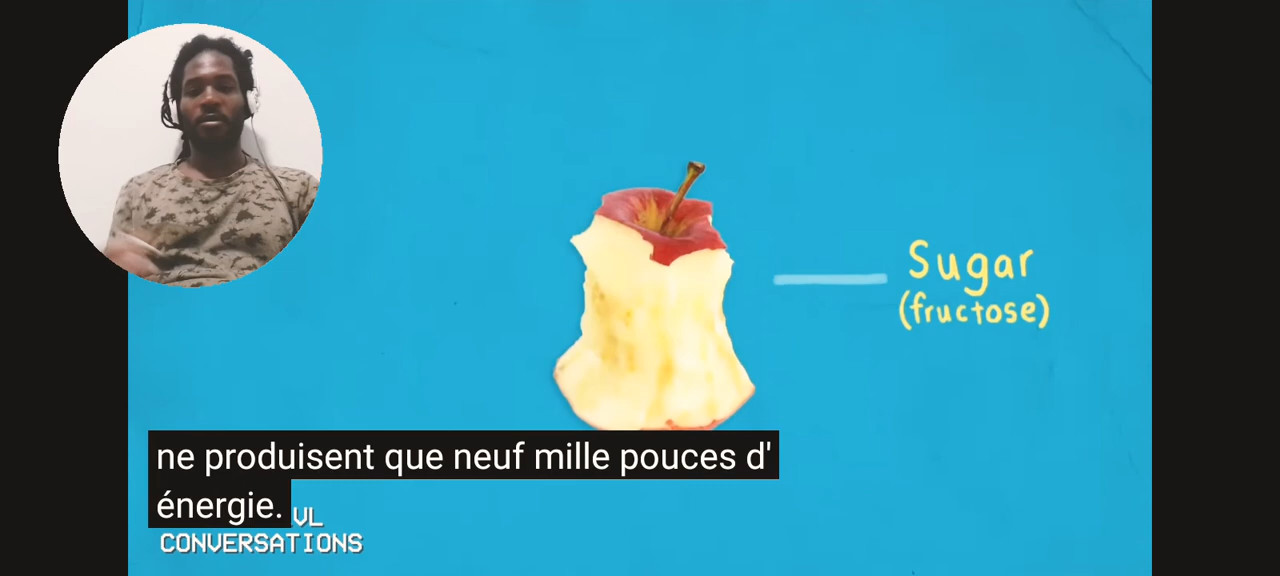 Sugar
(fructose)
ne produisent que neuf mille pouces d'
énergie.
VL
CONVERSATIONS